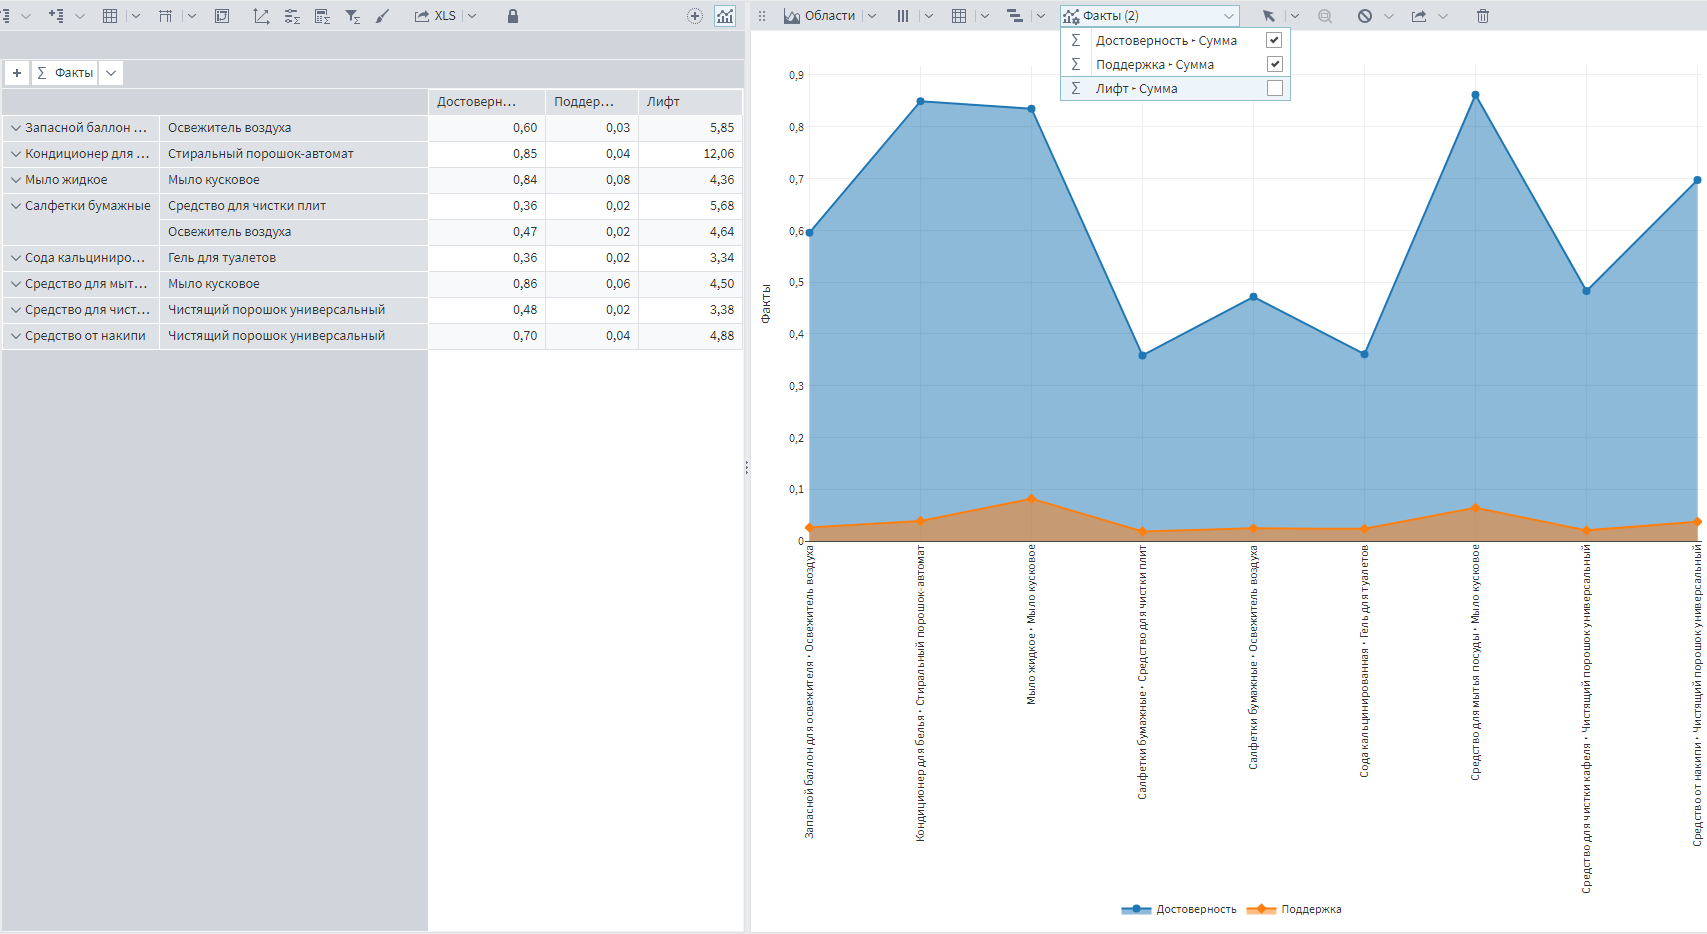 XLS
Области
Факты (2)
Достоверность ▸ Сумма
Поддержка ▸ Сумма
Лифт ▸ Сумма
+ Σ Факты
Достоверн... Поддер... Лифт
Запасной баллон ... Освежитель воздуха 0,60 0,03 5,85
Кондиционер для ... Стиральный порошок-автомат 0,85 0,04 12,06
Мыло жидкое Мыло кусковое 0,84 0,08 4,36
Салфетки бумажные Средство для чистки плит 0,36 0,02 5,68
Освежитель воздуха 0,47 0,02 4,64
Сода кальциниро... Гель для туалетов 0,36 0,02 3,34
Средство для мыт... Мыло кусковое 0,86 0,06 4,50
Средство для чист... Чистящий порошок универсальный 0,48 0,02 3,38
Средство от накипи Чистящий порошок универсальный 0,70 0,04 4,88
Факты
0,9
0,8
0,7
0,6
0,5
0,4
0,3
0,2
0,1
0
Запасной баллон для освежителя • Освежитель воздуха
Кондиционер для белья • Стиральный порошок-автомат
Мыло жидкое • Мыло кусковое
Салфетки бумажные • Средство для чистки плит
Салфетки бумажные • Освежитель воздуха
Сода кальцинированная • Гель для туалетов
Средство для мытья посуды • Мыло кусковое
Средство для чистки кафеля • Чистящий порошок универсальный
Средство от накипи • Чистящий порошок универсальный
Достоверность Поддержка